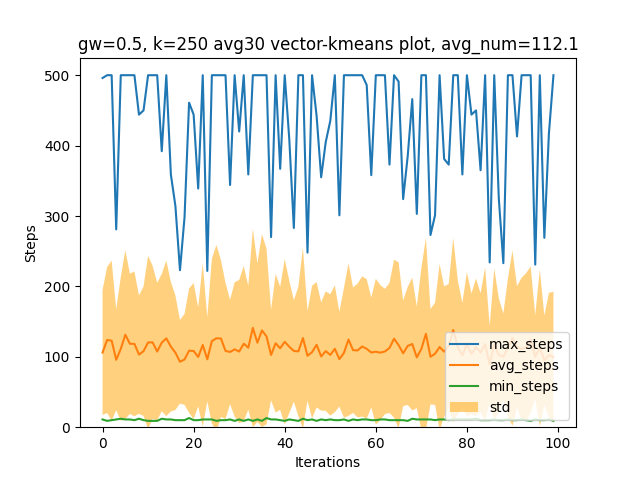 gw=0.5, k=250 avg30 vector-kmeans plot, avg_num=112.1
500
400
300
200
100
0
Steps
max_steps
avg_steps
min_steps
std
0 20 40 60 80 100
Iterations